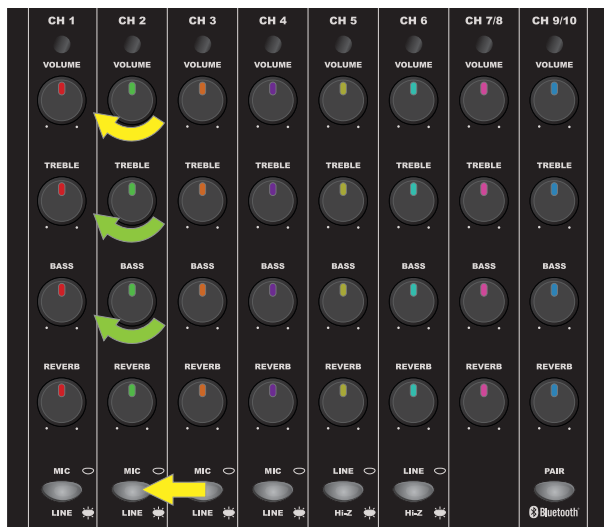 CH 1 CH 2 CH 3 CH 4 CH 5 CH 6 CH 7/8 CH 9/10
VOLUME VOLUME VOLUME VOLUME VOLUME VOLUME VOLUME VOLUME
TREBLE TREBLE TREBLE TREBLE TREBLE TREBLE TREBLE TREBLE
BASS BASS BASS BASS BASS BASS BASS BASS
REVERB REVERB REVERB REVERB REVERB REVERB REVERB REVERB
MIC MIC MIC MIC LINE LINE PAIR
LINE LINE LINE LINE Hi-Z Hi-Z Bluetooth